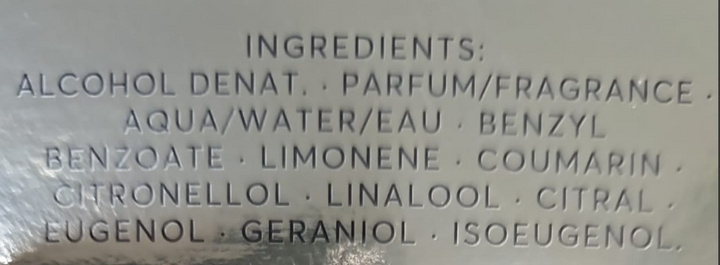 INGREDIENTS:
ALCOHOL DENAT. · PARFUM/FRAGRANCE ·
AQUA/WATER/EAU · BENZYL
BENZOATE · LIMONENE · COUMARIN ·
CITRONELLOL · LINALOOL · CITRAL ·
EUGENOL · GERANIOL · ISOEUGENOL.